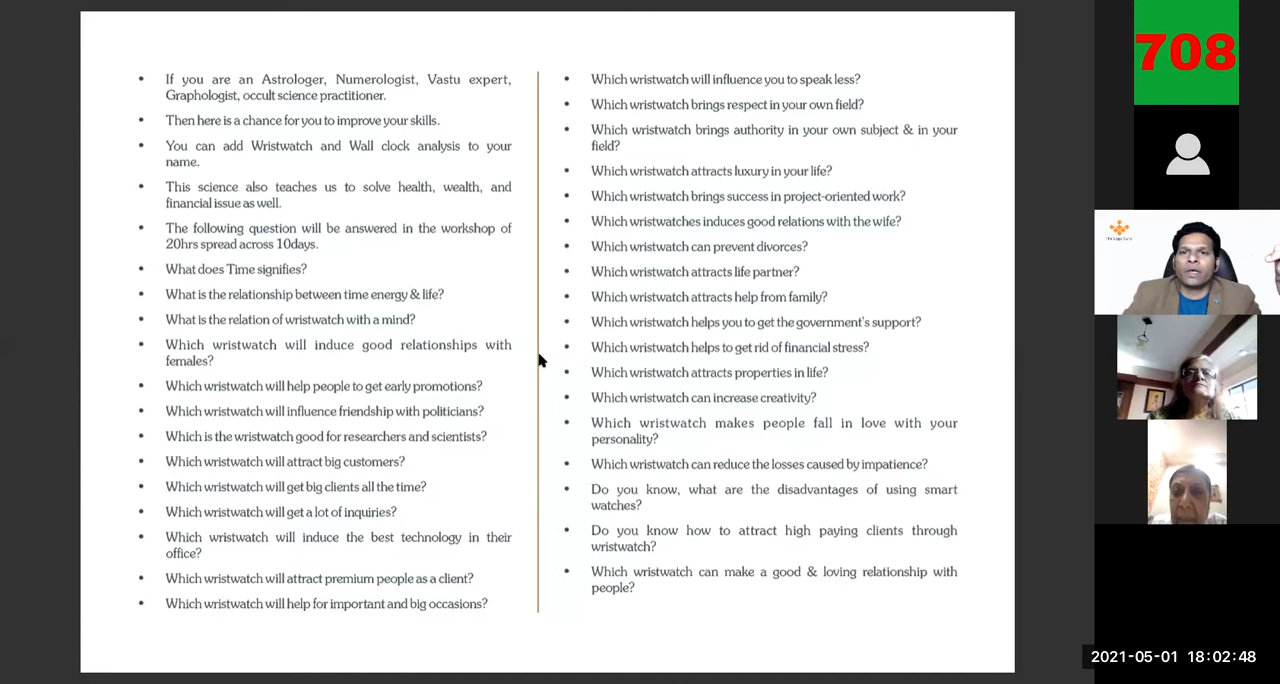 • If you are an Astrologer, Numerologist, Vastu expert,
Graphologist, occult science practitioner.
• Then here is a chance for you to improve your skills.
• You can add Wristwatch and Wall clock analysis to your
name.
• This science also teaches us to solve health, wealth, and
financial issue as well.
• The following question will be answered in the workshop of
20hrs spread across 10days.
• What does Time signifies?
• What is the relationship between time energy & life?
• What is the relation of wristwatch with a mind?
• Which wristwatch will induce good relationships with
females?
• Which wristwatch will help people to get early promotions?
• Which wristwatch will influence friendship with politicians?
• Which is the wristwatch good for researchers and scientists?
• Which wristwatch will attract big customers?
• Which wristwatch will get big clients all the time?
• Which wristwatch will get a lot of inquiries?
• Which wristwatch will induce the best technology in their
office?
• Which wristwatch will attract premium people as a client?
• Which wristwatch will help for important and big occasions?
• Which wristwatch will influence you to speak less?
• Which wristwatch brings respect in your own field?
• Which wristwatch brings authority in your own subject & in your
field?
• Which wristwatch attracts luxury in your life?
• Which wristwatch brings success in project-oriented work?
• Which wristwatches induces good relations with the wife?
• Which wristwatch can prevent divorces?
• Which wristwatch attracts life partner?
• Which wristwatch attracts help from family?
• Which wristwatch helps you to get the government's support?
• Which wristwatch helps to get rid of financial stress?
• Which wristwatch attracts properties in life?
• Which wristwatch can increase creativity?
• Which wristwatch makes people fall in love with your
personality?
• Which wristwatch can reduce the losses caused by impatience?
• Do you know, what are the disadvantages of using smart
watches?
• Do you know how to attract high paying clients through
wristwatch?
• Which wristwatch can make a good & loving relationship with
people?
708
2021-05-01 18:02:48